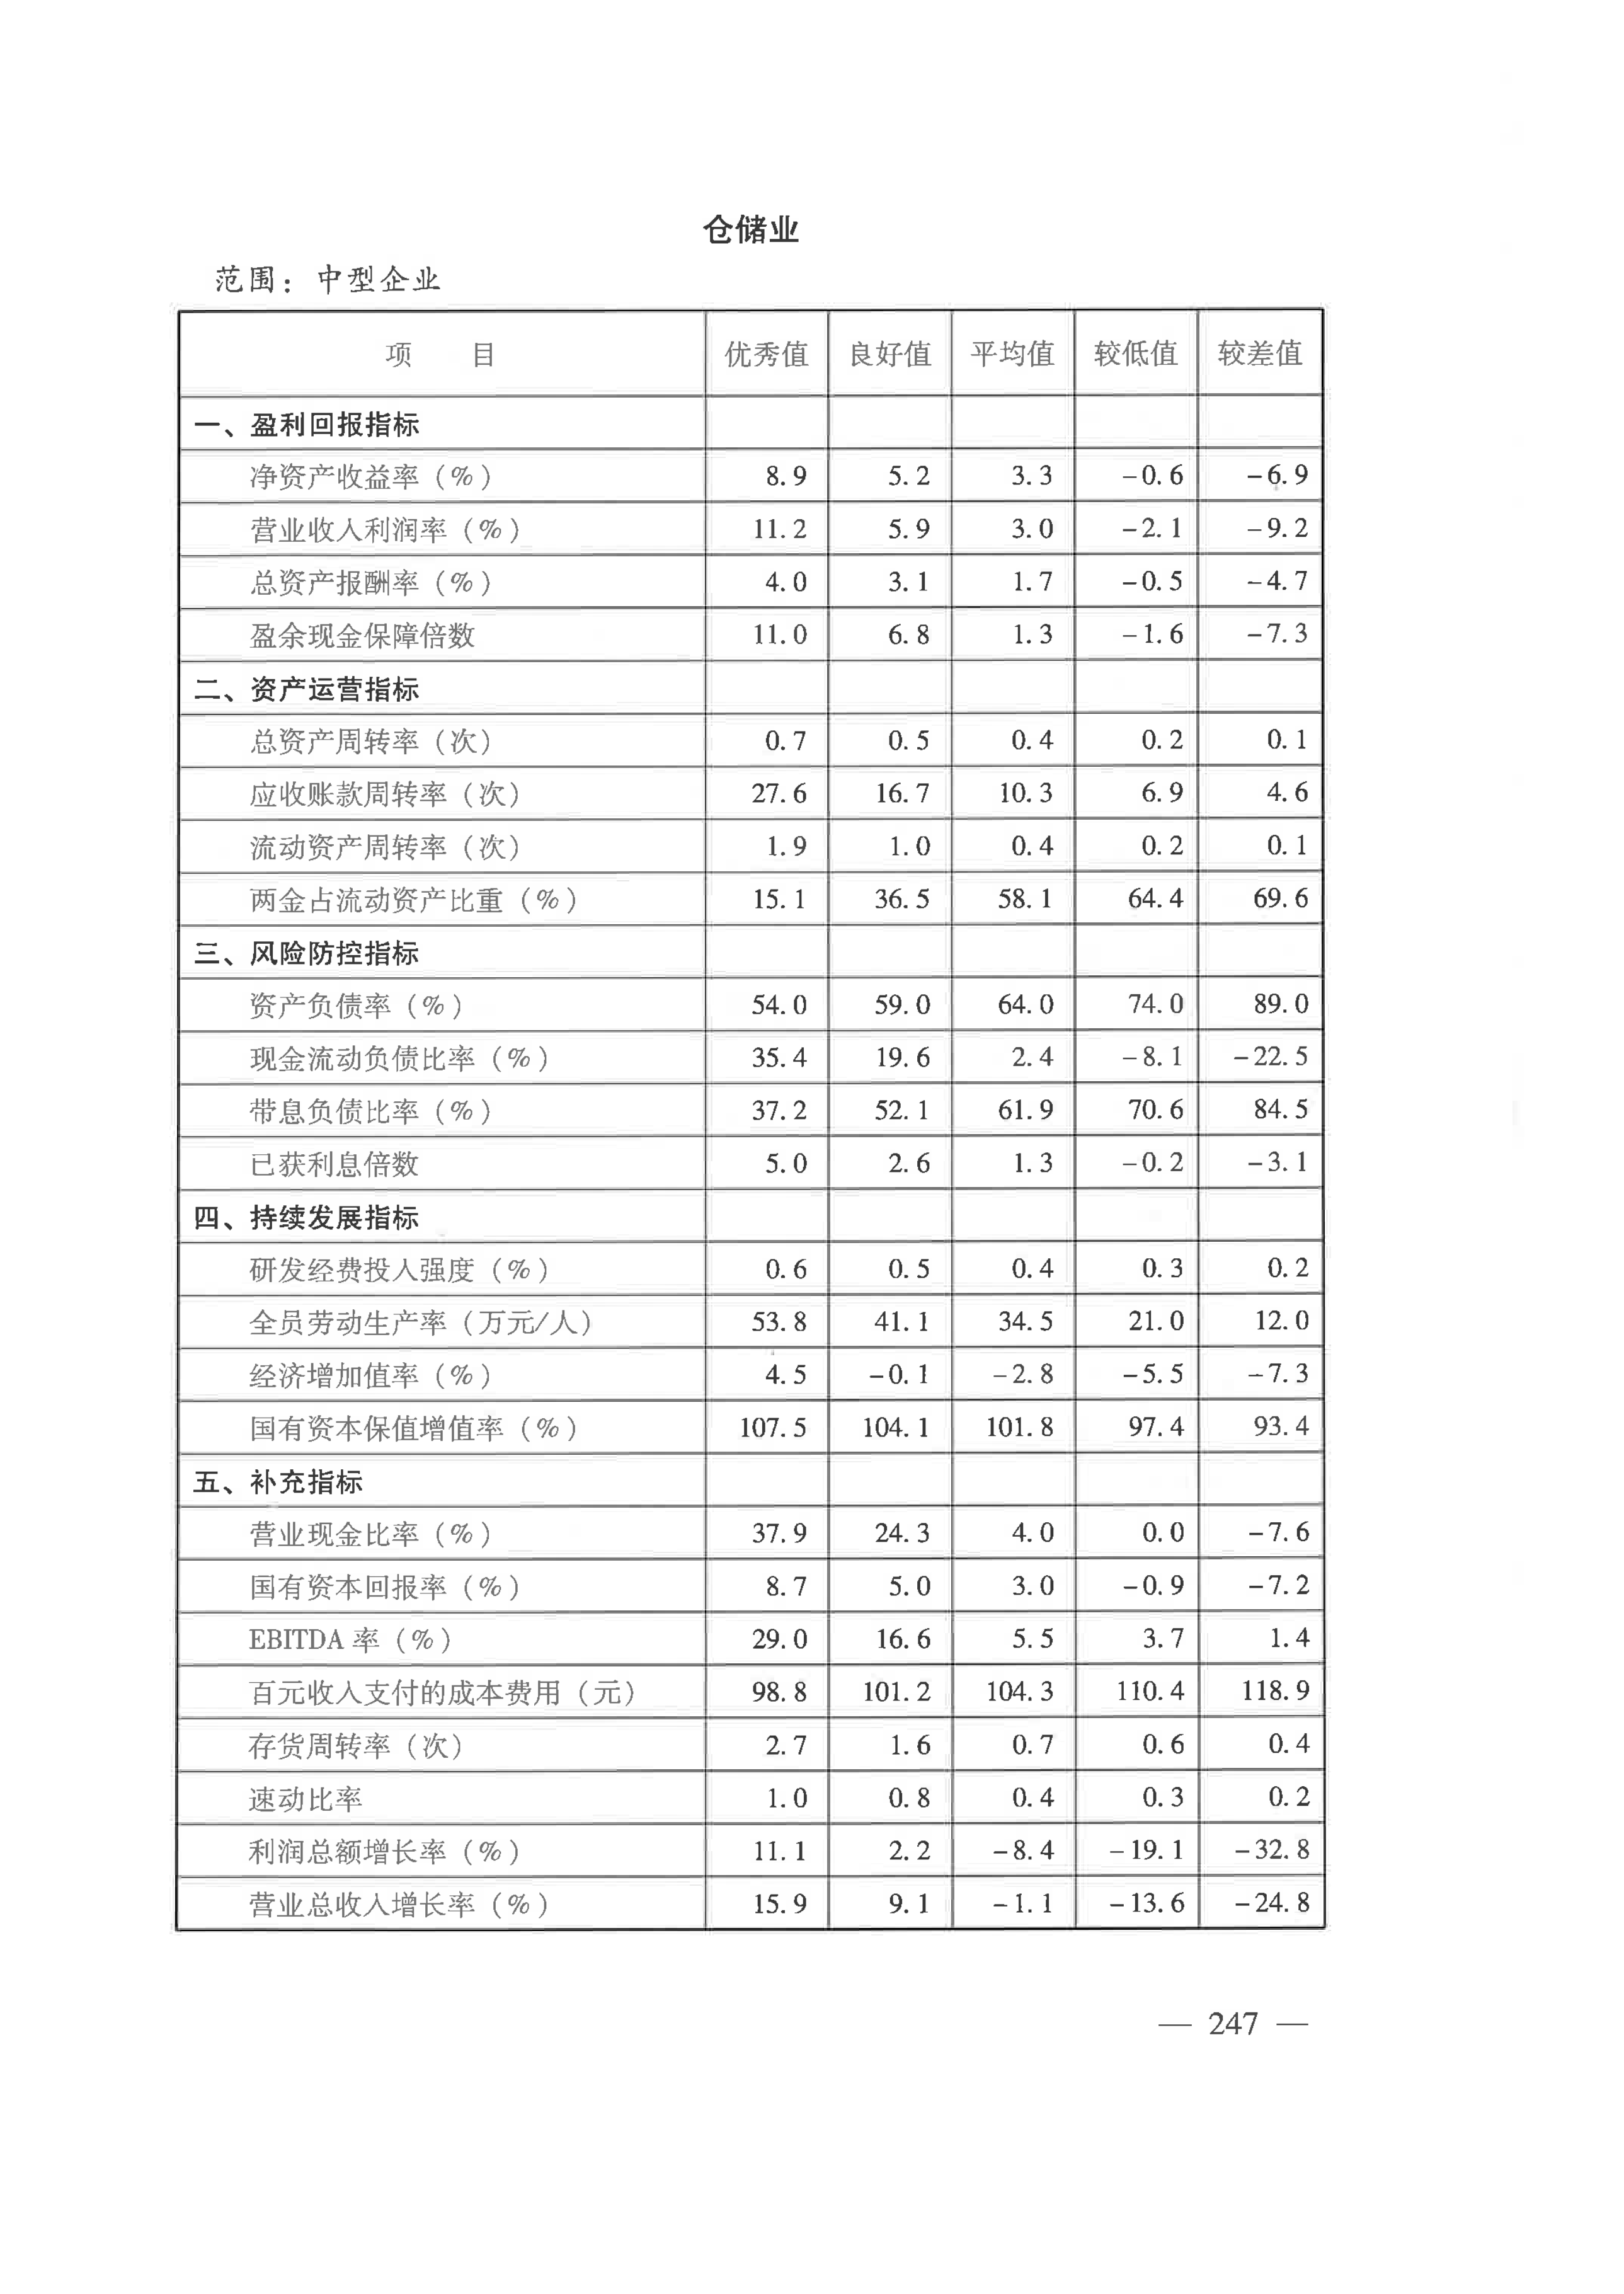 仓储业
范围：中型企业
项 目 优秀值 良好值 平均值 较低值 较差值
一、盈利回报指标
净资产收益率（%） 8.9 5.2 3.3 -0.6 -6.9
营业收入利润率（%） 11.2 5.9 3.0 -2.1 -9.2
总资产报酬率（%） 4.0 3.1 1.7 -0.5 -4.7
盈余现金保障倍数 11.0 6.8 1.3 -1.6 -7.3
二、资产运营指标
总资产周转率（次） 0.7 0.5 0.4 0.2 0.1
应收账款周转率（次） 27.6 16.7 10.3 6.9 4.6
流动资产周转率（次） 1.9 1.0 0.4 0.2 0.1
两金占流动资产比重（%） 15.1 36.5 58.1 64.4 69.6
三、风险防控指标
资产负债率（%） 54.0 59.0 64.0 74.0 89.0
现金流动负债比率（%） 35.4 19.6 2.4 -8.1 -22.5
带息负债比率（%） 37.2 52.1 61.9 70.6 84.5
已获利息倍数 5.0 2.6 1.3 -0.2 -3.1
四、持续发展指标
研发经费投入强度（%） 0.6 0.5 0.4 0.3 0.2
全员劳动生产率（万元/人） 53.8 41.1 34.5 21.0 12.0
经济增加值率（%） 4.5 -0.1 -2.8 -5.5 -7.3
国有资本保值增值率（%） 107.5 104.1 101.8 97.4 93.4
五、补充指标
营业现金比率（%） 37.9 24.3 4.0 0.0 -7.6
国有资本回报率（%） 8.7 5.0 3.0 -0.9 -7.2
EBITDA 率（%） 29.0 16.6 5.5 3.7 1.4
百元收入支付的成本费用（元） 98.8 101.2 104.3 110.4 118.9
存货周转率（次） 2.7 1.6 0.7 0.6 0.4
速动比率 1.0 0.8 0.4 0.3 0.2
利润总额增长率（%） 11.1 2.2 -8.4 -19.1 -32.8
营业总收入增长率（%） 15.9 9.1 -1.1 -13.6 -24.8
— 247 —